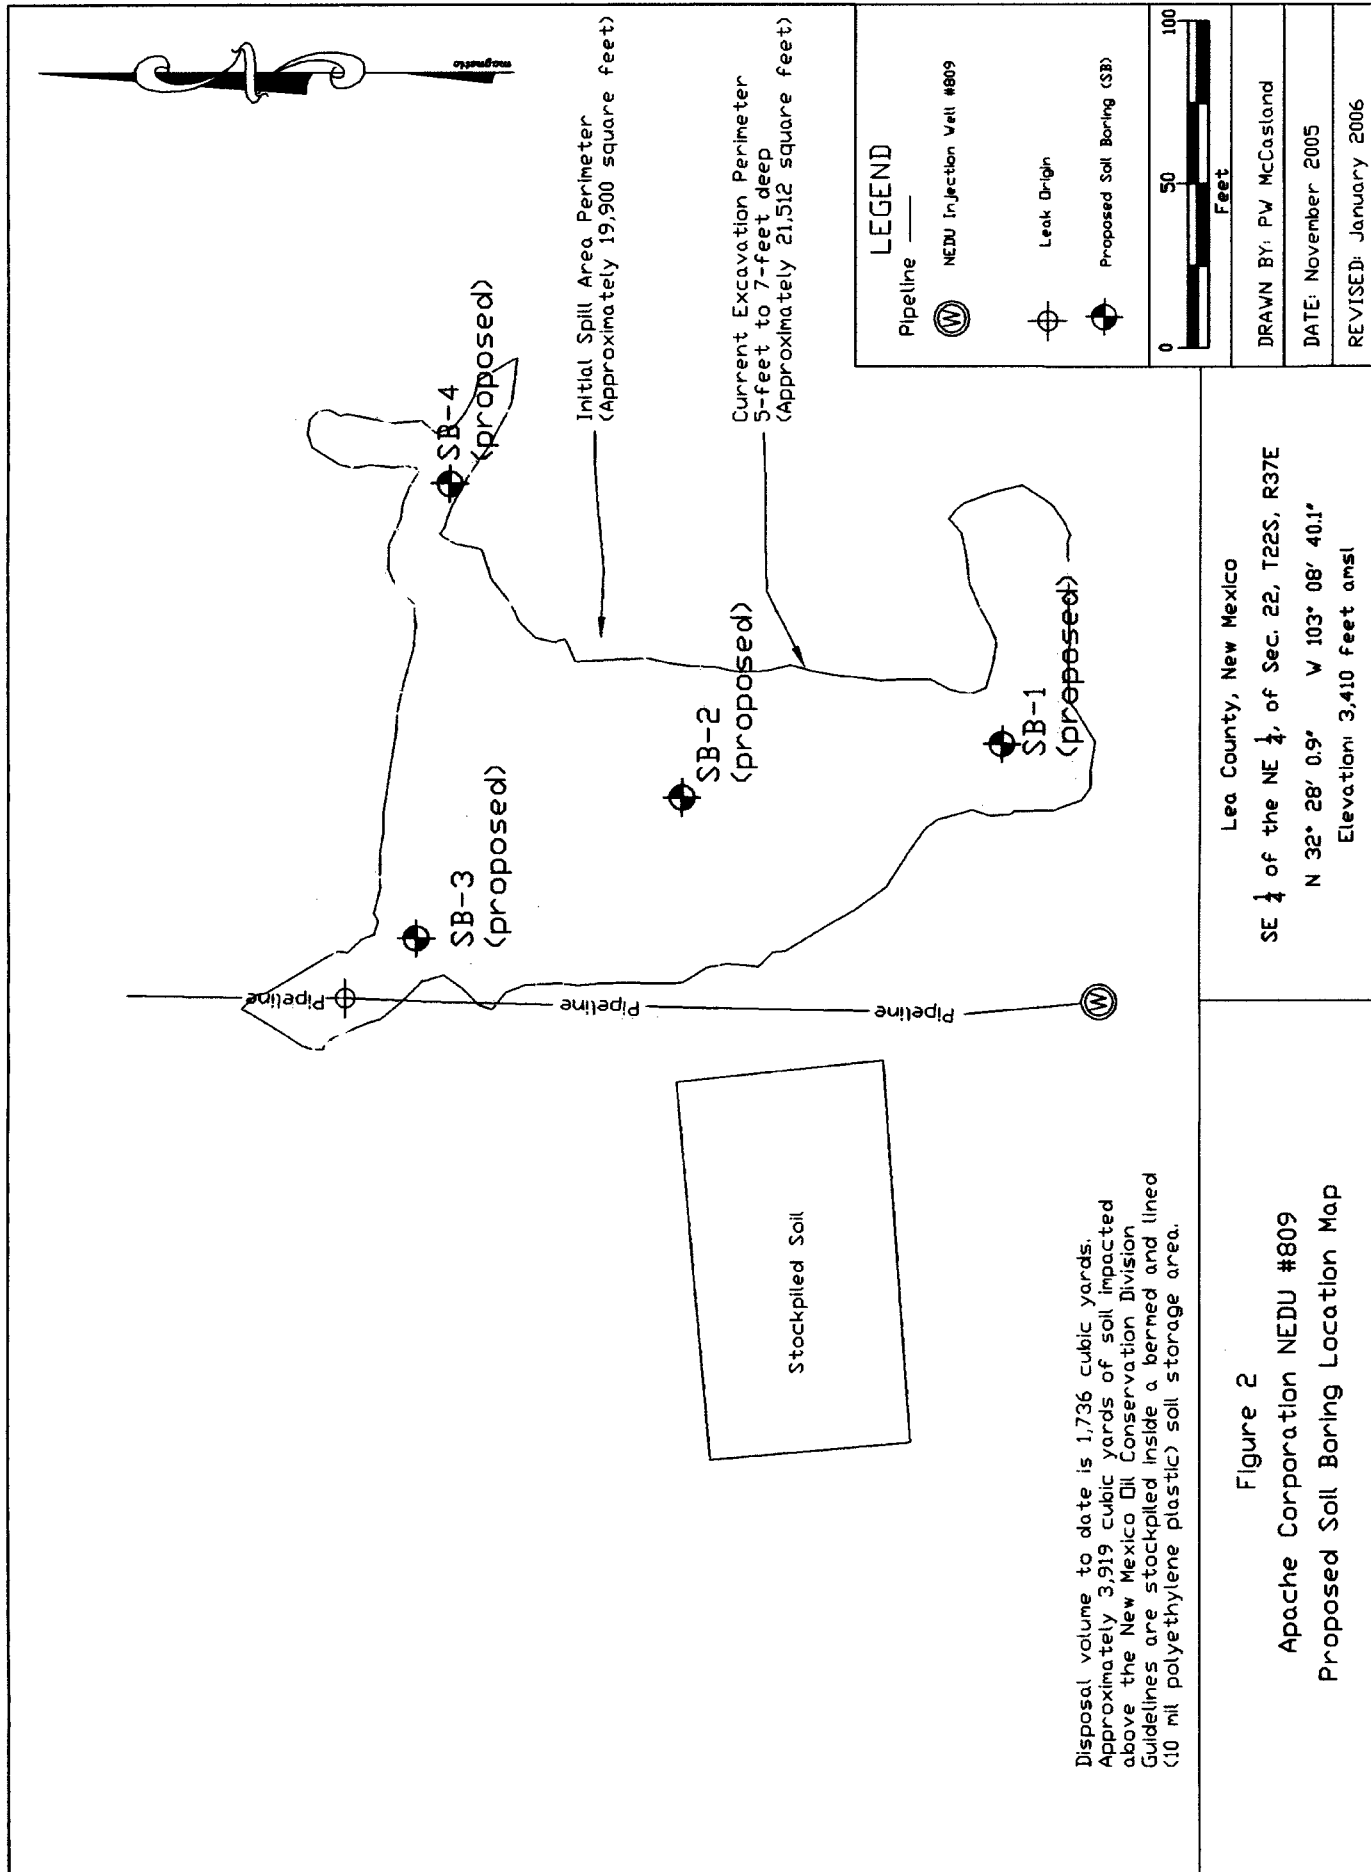 magnetic
Initial Spill Area Perimeter
(Approximately 19,900 square feet)
Current Excavation Perimeter
5-feet to 7-feet deep
(Approximately 21,512 square feet)
SB-4
(proposed)
SB-3
(proposed)
SB-2
(proposed)
SB-1
(proposed)
Pipeline
Pipeline
Pipeline
W
Stockpiled Soil
Disposal volume to date is 1,736 cubic yards.
Approximately 3,919 cubic yards of soil impacted
above the New Mexico Oil Conservation Division
Guidelines are stockpiled inside a bermed and lined
(10 mil polyethylene plastic) soil storage area.
LEGEND
Pipeline
W NEDU Injection Well #809
Leak Origin
Proposed Soil Boring (SB)
0 50 100
Feet
DRAWN BY: PW McCasland
DATE: November 2005
REVISED: January 2006
Lea County, New Mexico
SE 1/4 of the NE 1/4, of Sec. 22, T22S, R37E
N 32° 28' 0.9" W 103° 08' 40.1"
Elevation: 3,410 feet amsl
Figure 2
Apache Corporation NEDU #809
Proposed Soil Boring Location Map